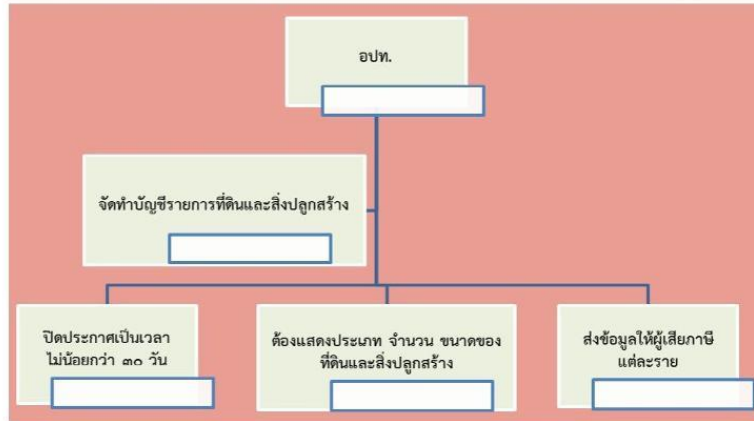 อปท.
จัดทำบัญชีรายการที่ดินและสิ่งปลูกสร้าง
ปิดประกาศเป็นเวลา
ไม่น้อยกว่า ๓๐ วัน
ต้องแสดงประเภท จำนวน ขนาดของ
ที่ดินและสิ่งปลูกสร้าง
ส่งข้อมูลให้ผู้เสียภาษี
แต่ละราย